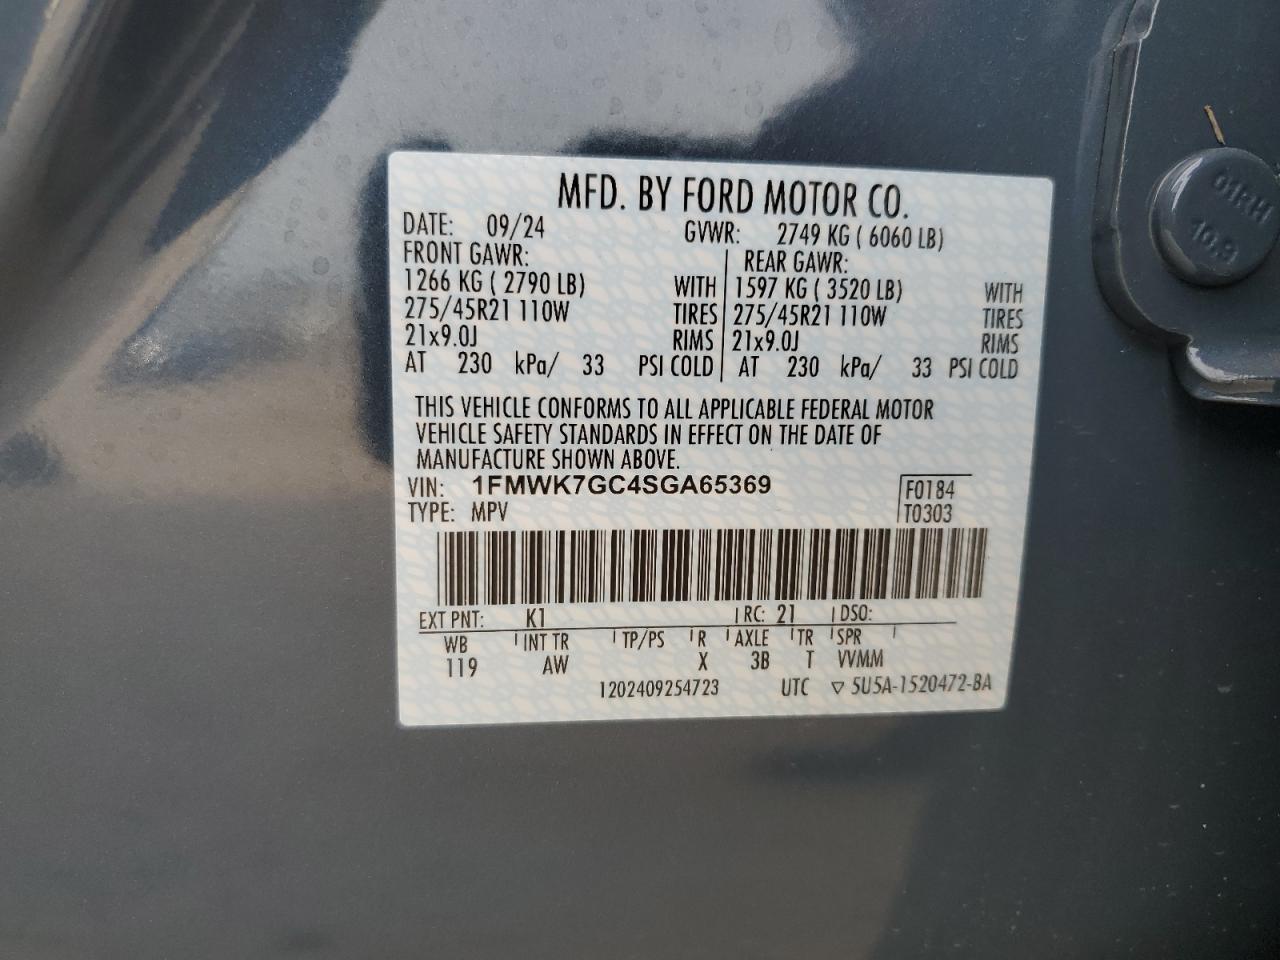 MFD. BY FORD MOTOR CO.
DATE: 09/24 GVWR: 2749 KG ( 6060 LB)
FRONT GAWR: REAR GAWR:
1266 KG ( 2790 LB) WITH 1597 KG ( 3520 LB) WITH
275/45R21 110W TIRES 275/45R21 110W TIRES
21x9.0J RIMS 21x9.0J RIMS
AT 230 kPa/ 33 PSI COLD AT 230 kPa/ 33 PSI COLD
THIS VEHICLE CONFORMS TO ALL APPLICABLE FEDERAL MOTOR
VEHICLE SAFETY STANDARDS IN EFFECT ON THE DATE OF
MANUFACTURE SHOWN ABOVE.
VIN: 1FMWK7GC4SGA65369 F0184
TYPE: MPV T0303
EXT PNT: K1 RC: 21 DSO:
WB INT TR TP/PS R AXLE TR SPR
119 AW X 3B T VVMM
1202409254723 UTC ▽ 5U5A-1520472-BA
01RH
10.9